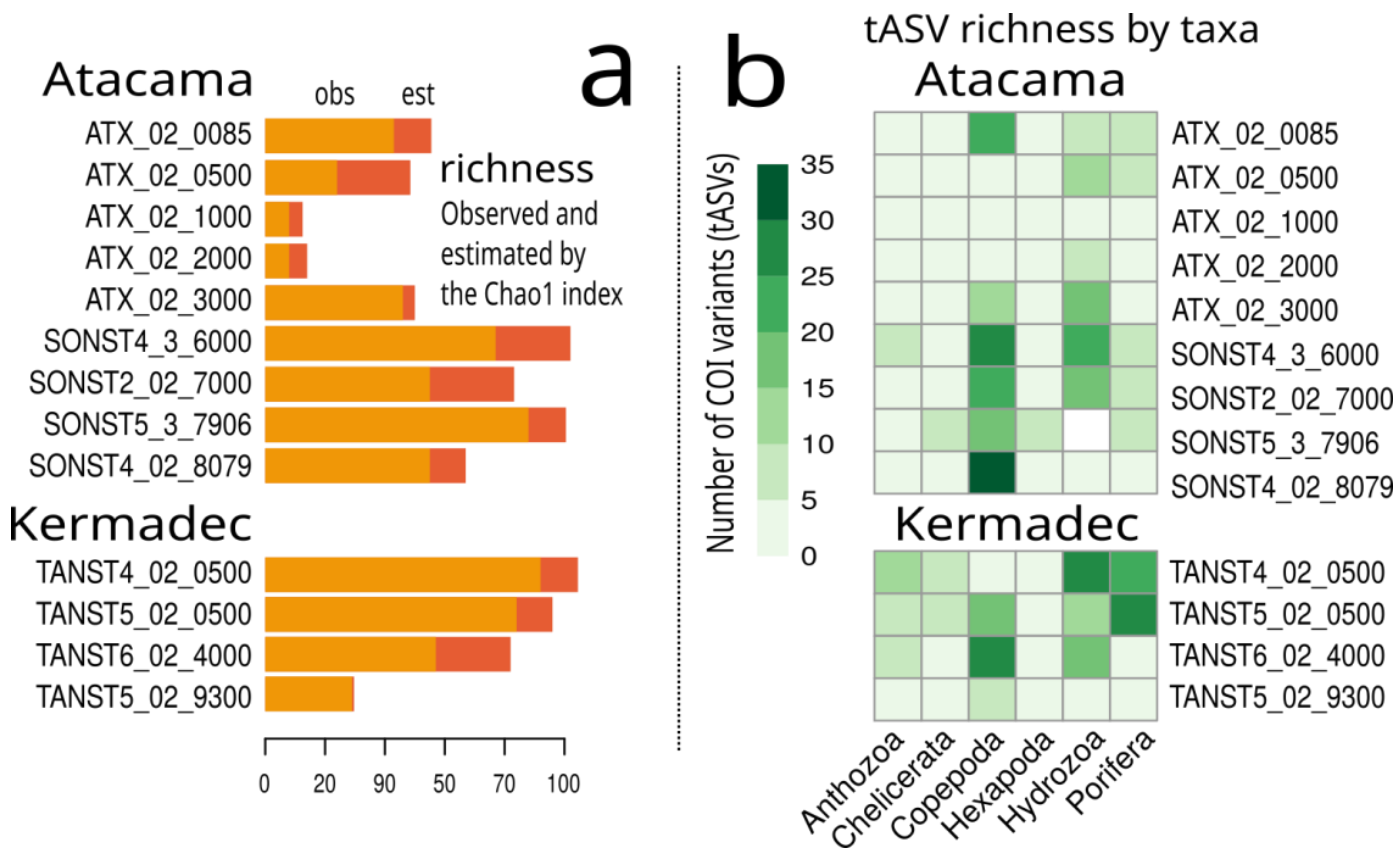 a
Atacama
obs est
ATX_02_0085
ATX_02_0500
ATX_02_1000
ATX_02_2000
ATX_02_3000
SONST4_3_6000
SONST2_02_7000
SONST5_3_7906
SONST4_02_8079
richness
Observed and
estimated by
the Chao1 index
Kermadec
TANST4_02_0500
TANST5_02_0500
TANST6_02_4000
TANST5_02_9300
0 20 90 50 70 100
b
tASV richness by taxa
Atacama
Number of COI variants (tASVs)
35
30
25
20
15
10
5
0
ATX_02_0085
ATX_02_0500
ATX_02_1000
ATX_02_2000
ATX_02_3000
SONST4_3_6000
SONST2_02_7000
SONST5_3_7906
SONST4_02_8079
Kermadec
TANST4_02_0500
TANST5_02_0500
TANST6_02_4000
TANST5_02_9300
Anthozoa
Chelicerata
Copepoda
Hexapoda
Hydrozoa
Porifera